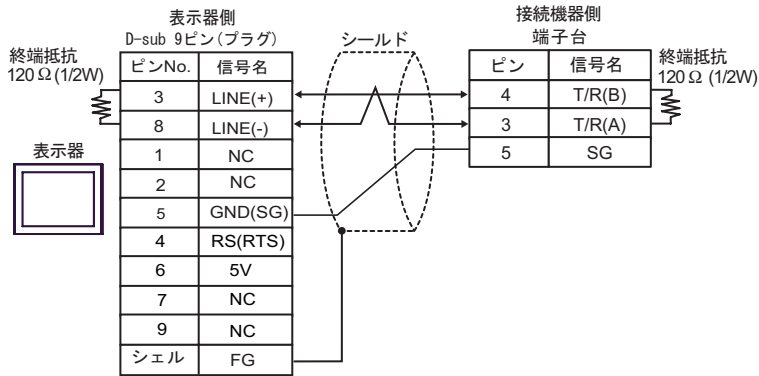 表示器側
D-sub 9ピン(プラグ)
シールド
接続機器側
端子台
終端抵抗
120Ω(1/2W)
ピンNo. 信号名
3 LINE(+)
8 LINE(-)
1 NC
2 NC
5 GND(SG)
4 RS(RTS)
6 5V
7 NC
9 NC
シェル FG
表示器
ピン 信号名
4 T/R(B)
3 T/R(A)
5 SG
終端抵抗
120Ω (1/2W)